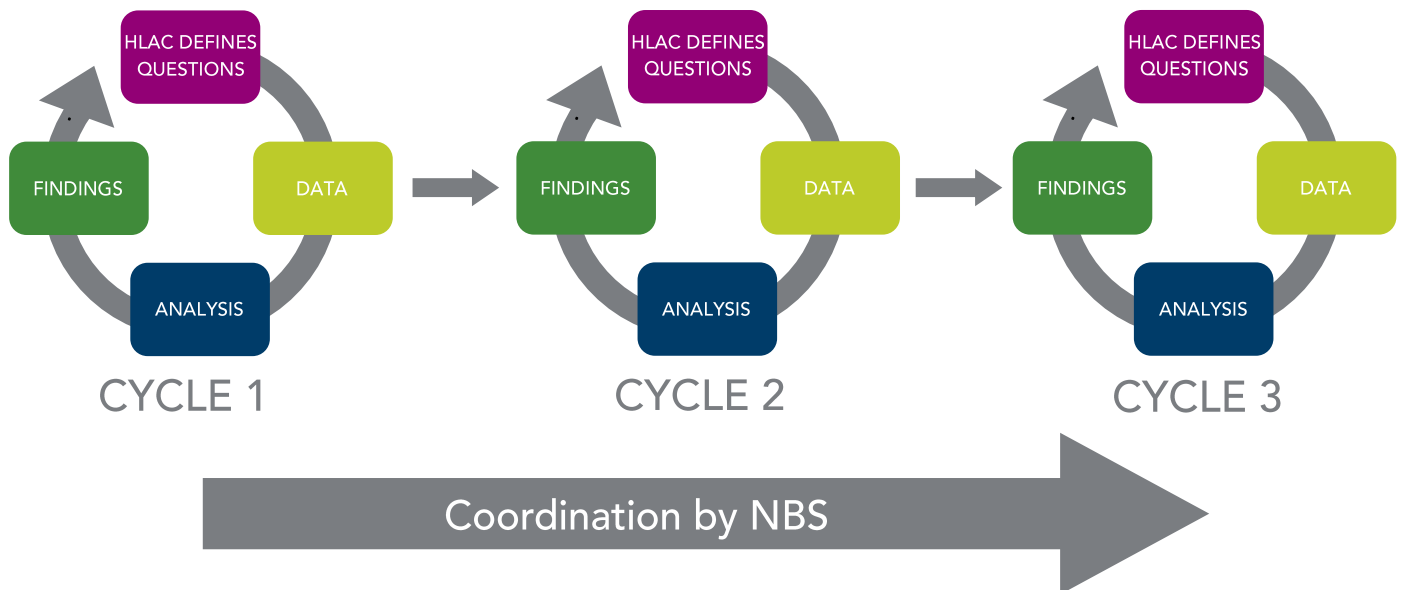 HLAC DEFINES
QUESTIONS
FINDINGS
DATA
ANALYSIS
CYCLE 1
HLAC DEFINES
QUESTIONS
FINDINGS
DATA
ANALYSIS
CYCLE 2
HLAC DEFINES
QUESTIONS
FINDINGS
DATA
ANALYSIS
CYCLE 3
Coordination by NBS